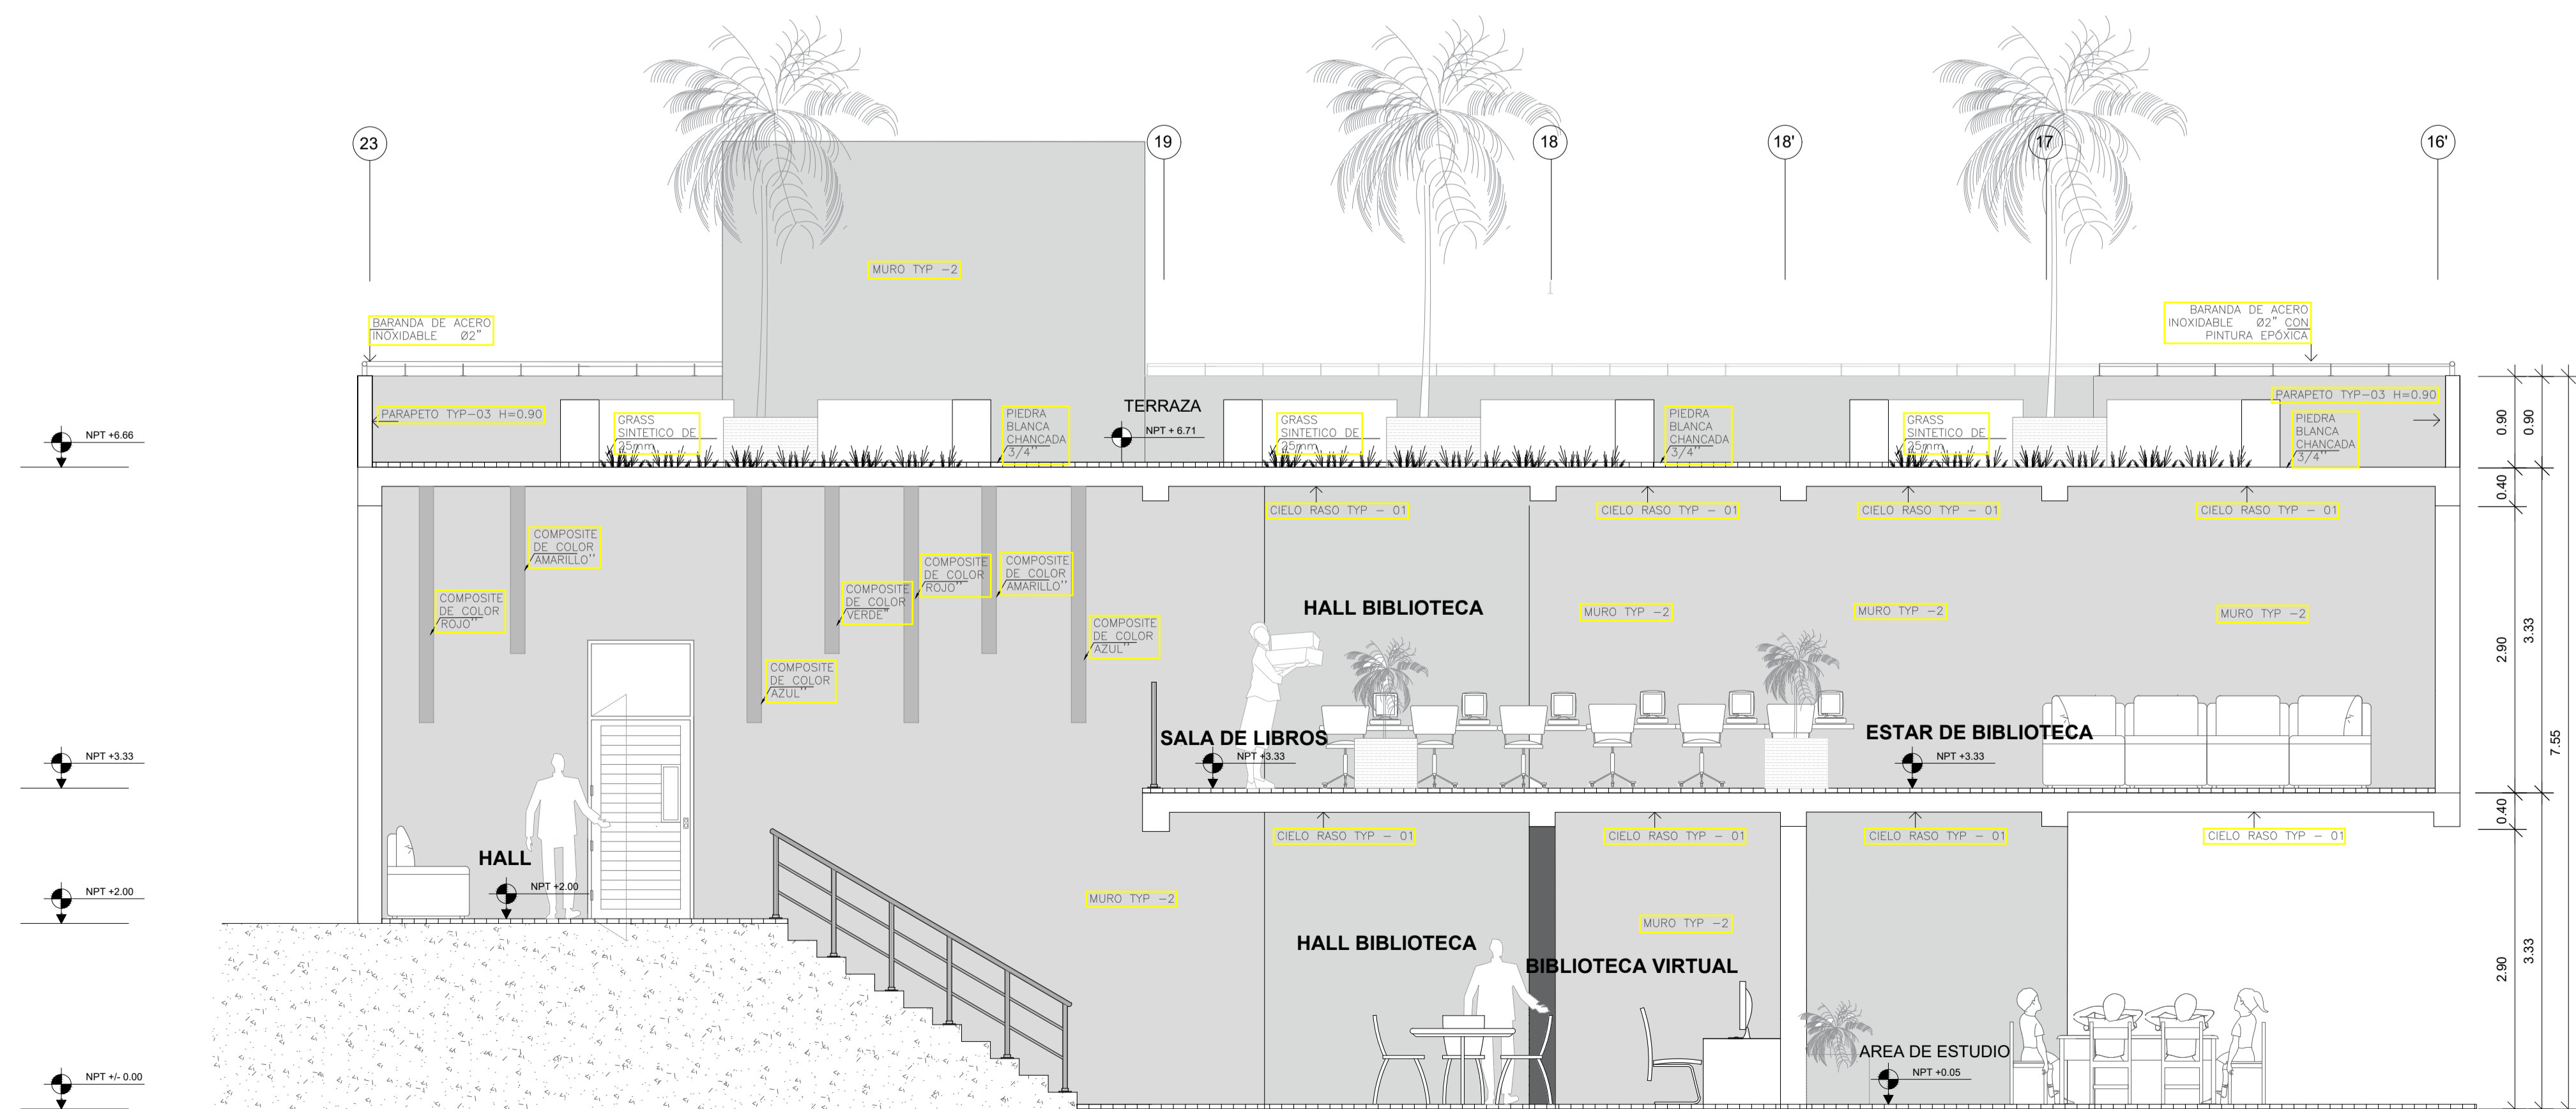 23
19
18
18'
17
16'
MURO TYP -2
BARANDA DE ACERO
INOXIDABLE Ø2"
BARANDA DE ACERO
INOXIDABLE Ø2" CON
PINTURA EPÓXICA
PARAPETO TYP-03 H=0.90
GRASS
SINTETICO DE
25mm
PIEDRA
BLANCA
CHANCADA
3/4''
TERRAZA
NPT + 6.71
GRASS
SINTETICO DE
25mm
PIEDRA
BLANCA
CHANCADA
3/4''
GRASS
SINTETICO DE
25mm
PARAPETO TYP-03 H=0.90
PIEDRA
BLANCA
CHANCADA
3/4''
0.90
0.90
NPT +6.66
0.40
CIELO RASO TYP - 01
CIELO RASO TYP - 01
CIELO RASO TYP - 01
CIELO RASO TYP - 01
COMPOSITE
DE COLOR
AMARILLO''
COMPOSITE
DE COLOR
ROJO''
COMPOSITE
DE COLOR
AZUL''
COMPOSITE
DE COLOR
VERDE"
COMPOSITE
DE COLOR
ROJO''
COMPOSITE
DE COLOR
AMARILLO''
COMPOSITE
DE COLOR
AZUL''
HALL BIBLIOTECA
MURO TYP -2
MURO TYP -2
MURO TYP -2
2.90
3.33
7.55
SALA DE LIBROS
NPT +3.33
ESTAR DE BIBLIOTECA
NPT +3.33
NPT +3.33
0.40
CIELO RASO TYP - 01
CIELO RASO TYP - 01
CIELO RASO TYP - 01
CIELO RASO TYP - 01
HALL
NPT +2.00
NPT +2.00
MURO TYP -2
MURO TYP -2
HALL BIBLIOTECA
BIBLIOTECA VIRTUAL
2.90
3.33
AREA DE ESTUDIO
NPT +0.05
NPT +/- 0.00